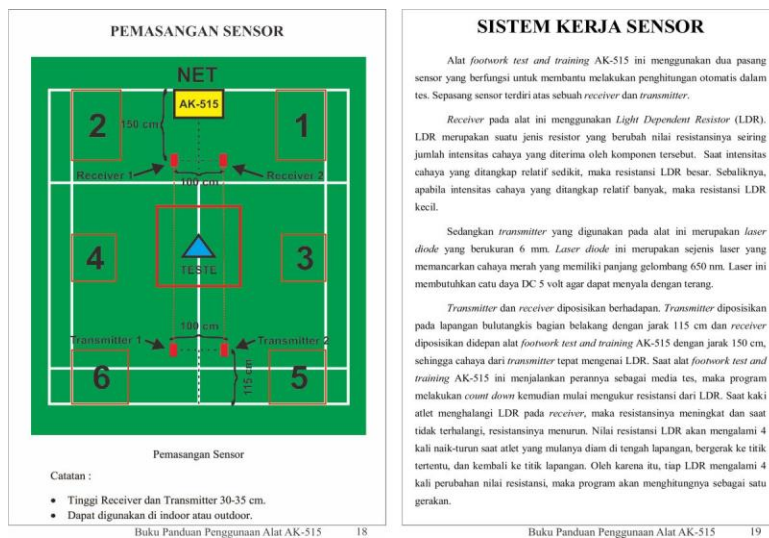 PEMASANGAN SENSOR
NET
AK-515
2
1
150 cm
Receiver 1
Receiver 2
100 cm
4
3
TESTE
100 cm
Transmitter 1
Transmitter 2
6
5
115 cm
Pemasangan Sensor
Catatan :
• Tinggi Receiver dan Transmitter 30-35 cm.
• Dapat digunakan di indoor atau outdoor.
Buku Panduan Penggunaan Alat AK-515 18
SISTEM KERJA SENSOR
Alat footwork test and training AK-515 ini menggunakan dua pasang
sensor yang berfungsi untuk membantu melakukan penghitungan otomatis dalam
tes. Sepasang sensor terdiri atas sebuah receiver dan transmitter.
Receiver pada alat ini menggunakan Light Dependent Resistor (LDR).
LDR merupakan suatu jenis resistor yang berubah nilai resistansinya seiring
jumlah intensitas cahaya yang diterima oleh komponen tersebut. Saat intensitas
cahaya yang ditangkap relatif sedikit, maka resistansi LDR besar. Sebaliknya,
apabila intensitas cahaya yang ditangkap relatif banyak, maka resistansi LDR
kecil.
Sedangkan transmitter yang digunakan pada alat ini merupakan laser
diode yang berukuran 6 mm. Laser diode ini merupakan sejenis laser yang
memancarkan cahaya merah yang memiliki panjang gelombang 650 nm. Laser ini
membutuhkan catu daya DC 5 volt agar dapat menyala dengan terang.
Transmitter dan receiver diposisikan berhadapan. Transmitter diposisikan
pada lapangan bulutangkis bagian belakang dengan jarak 115 cm dan receiver
diposisikan didepan alat footwork test and training AK-515 dengan jarak 150 cm,
sehingga cahaya dari transmitter tepat mengenai LDR. Saat alat footwork test and
training AK-515 ini menjalankan perannya sebagai media tes, maka program
melakukan count down kemudian mulai mengukur resistansi dari LDR. Saat kaki
atlet menghalangi LDR pada receiver, maka resistansinya meningkat dan saat
tidak terhalangi, resistansinya menurun. Nilai resistansi LDR akan mengalami 4
kali naik-turun saat atlet yang mulanya diam di tengah lapangan, bergerak ke titik
tertentu, dan kembali ke titik lapangan. Oleh karena itu, tiap LDR mengalami 4
kali perubahan nilai resistansi, maka program akan menghitungnya sebagai satu
gerakan.
Buku Panduan Penggunaan Alat AK-515 19